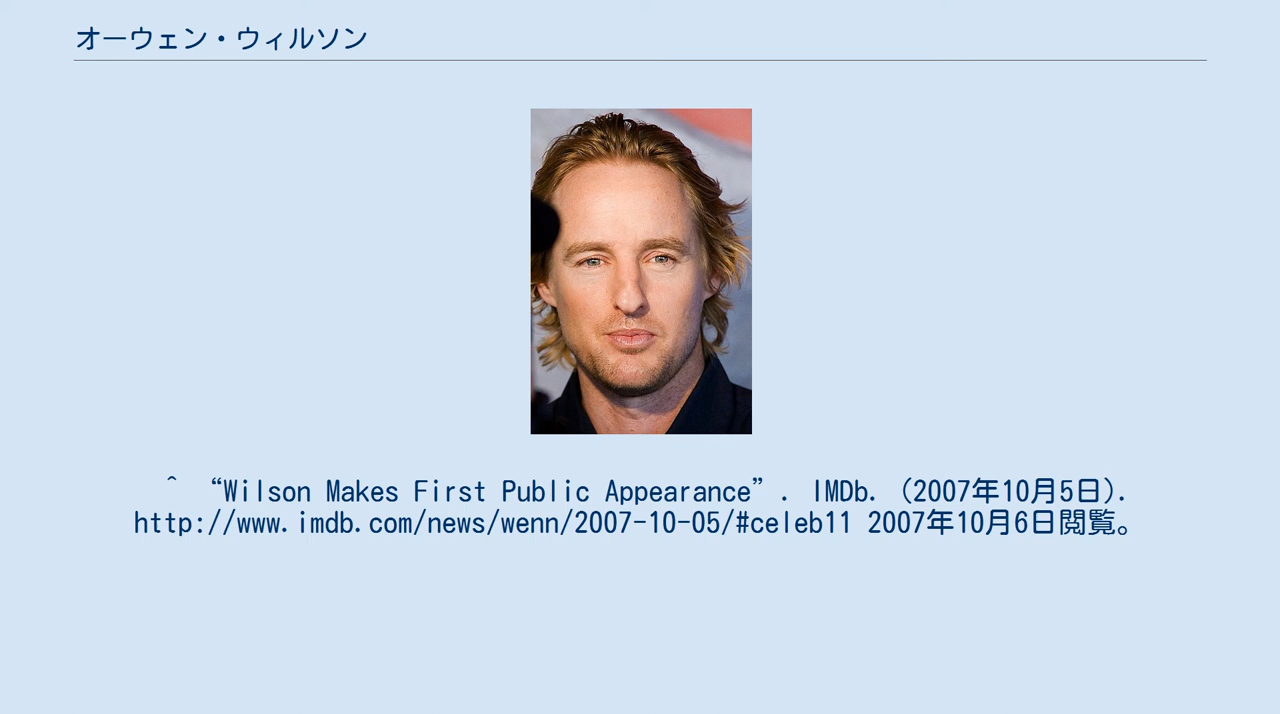 オーウェン・ウィルソン
^ “Wilson Makes First Public Appearance”. IMDb. (2007年10月5日).
http://www.imdb.com/news/wenn/2007-10-05/#celeb11 2007年10月6日閲覧。